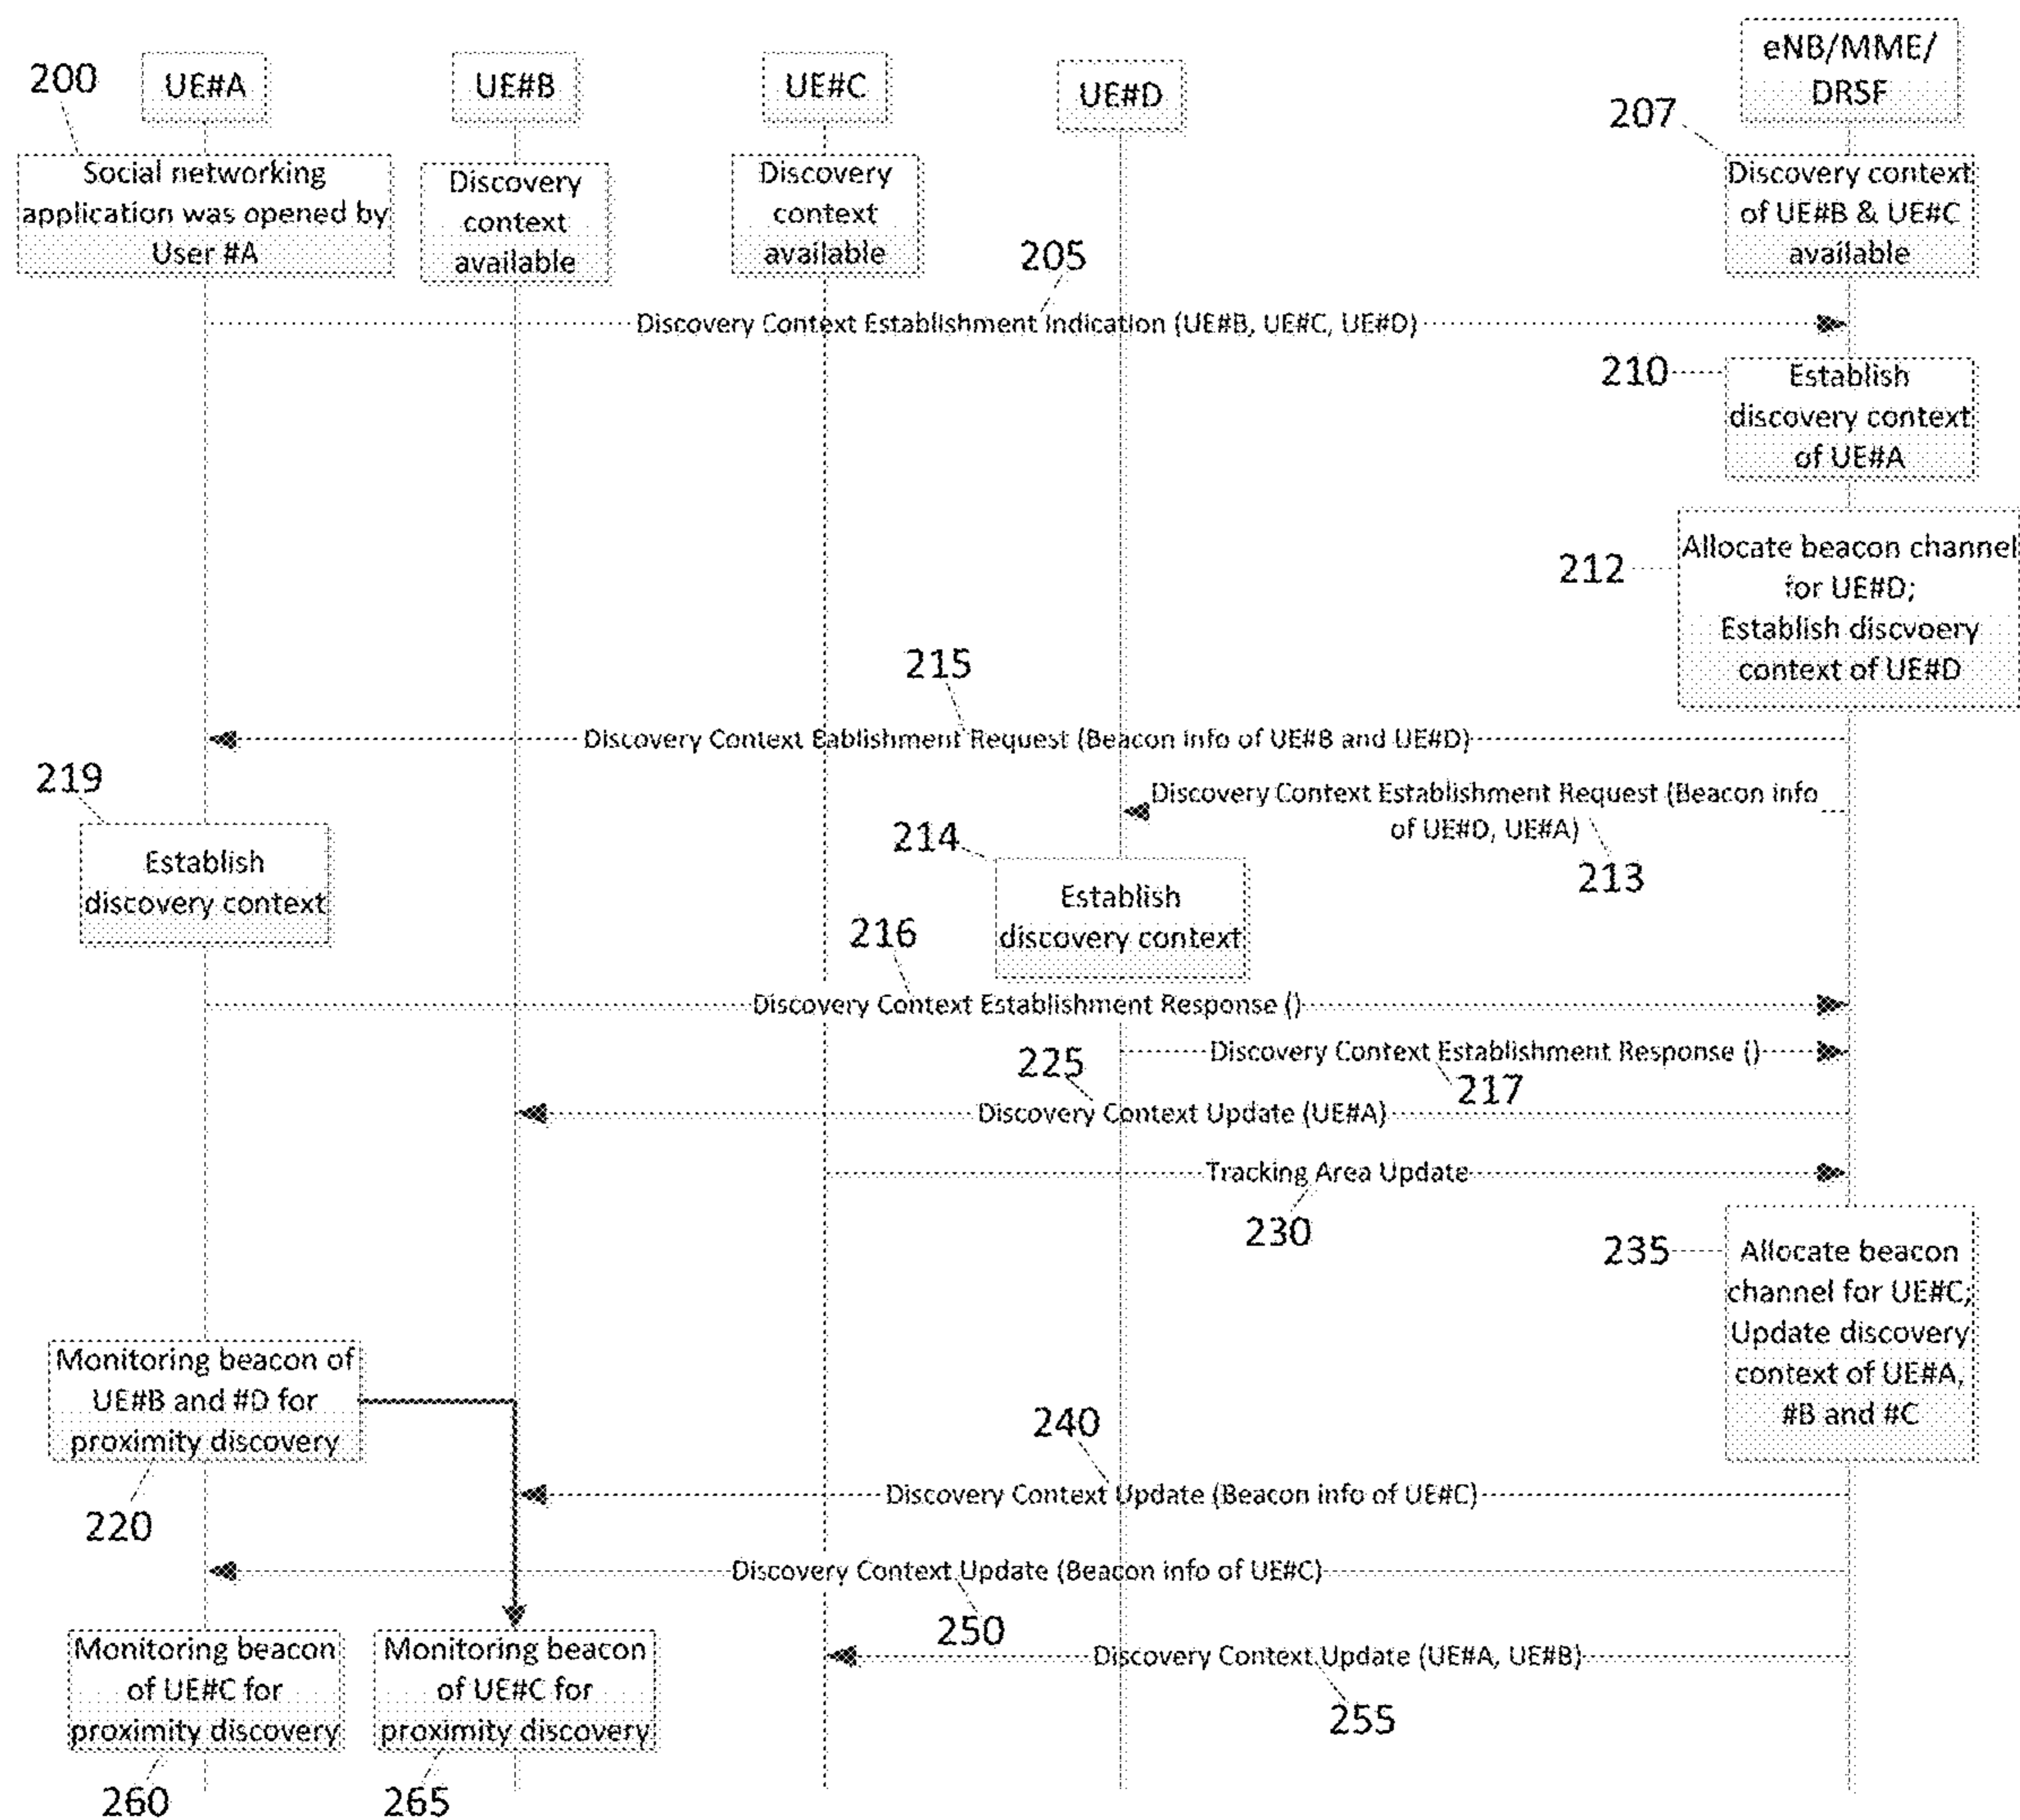 eNB/MME/
DRSF
200
UE#A
UE#B
UE#C
UE#D
207
Social networking
application was opened by
User #A
Discovery
context
available
Discovery
context
available
Discovery context
of UE#B & UE#C
available
205
Discovery Context Establishment Indication (UE#B, UE#C, UE#D)
210
Establish
discovery context
of UE#A
212
Allocate beacon channel
for UE#D;
Establish discvoery
context of UE#D
215
Discovery Context Eablishment Request (Beacon info of UE#B and UE#D)
219
Discovery Context Establishment Request (Beacon info
of UE#D, UE#A)
213
Establish
discovery context
214
Establish
discovery context
216
Discovery Context Establishment Response ()
Discovery Context Establishment Response ()
225
217
Discovery Context Update (UE#A)
Tracking Area Update
230
235
Allocate beacon
channel for UE#C;
Update discovery
context of UE#A,
#B and #C
Monitoring beacon of
UE#B and #D for
proximity discovery
220
240
Discovery Context Update (Beacon info of UE#C)
Discovery Context Update (Beacon info of UE#C)
250
Discovery Context Update (UE#A, UE#B)
255
Monitoring beacon
of UE#C for
proximity discovery
260
Monitoring beacon
of UE#C for
proximity discovery
265